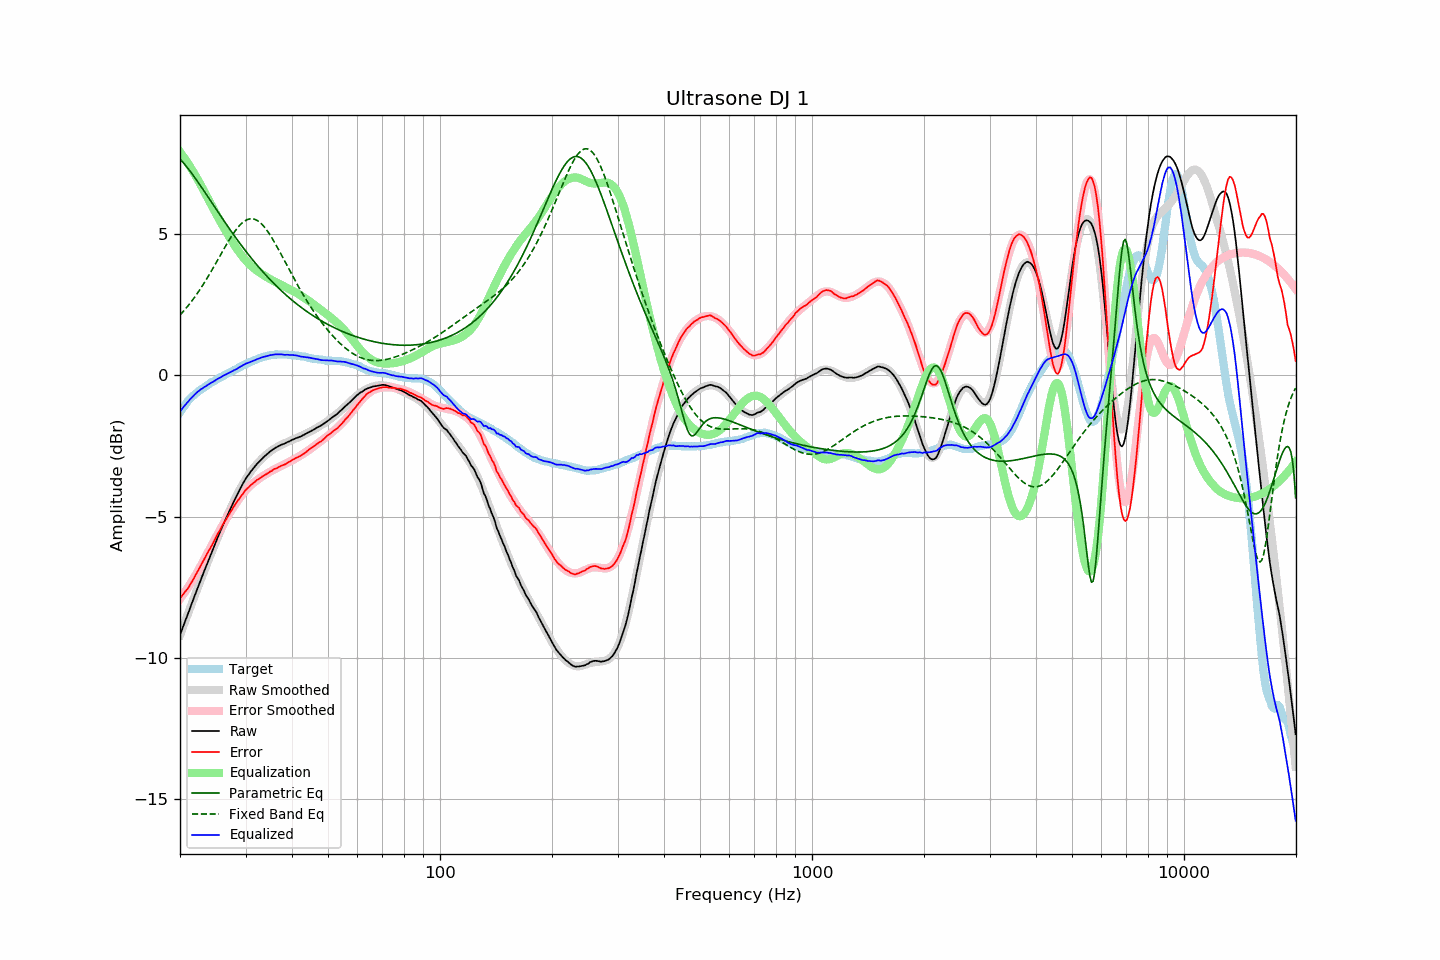 Ultrasone DJ 1
Amplitude (dBr)
5
0
−5
−10
−15
Target
Raw Smoothed
Error Smoothed
Raw
Error
Equalization
Parametric Eq
Fixed Band Eq
Equalized
100
1000
10000
Frequency (Hz)